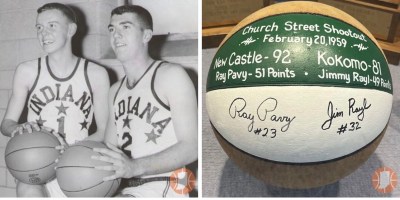 INDIANA
1
INDIANA
2
Church Street Shootout
February 20, 1959
New Castle - 92 Kokomo - 81
Ray Pavy - 51 Points • Jimmy Rayl - 49 Points
Ray Pavy Jim Rayl
#23 #32